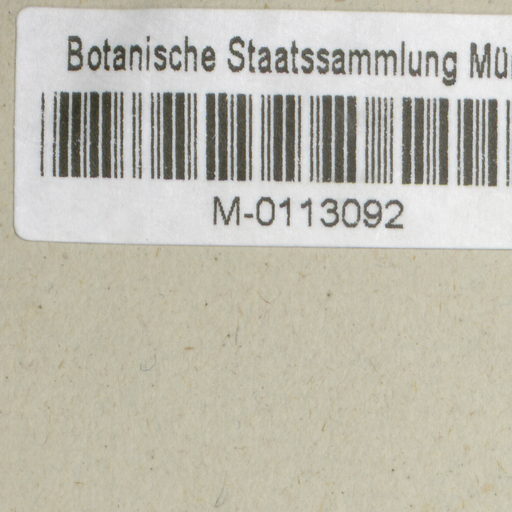 Botanische Staatssammlung Mü
M-0113092